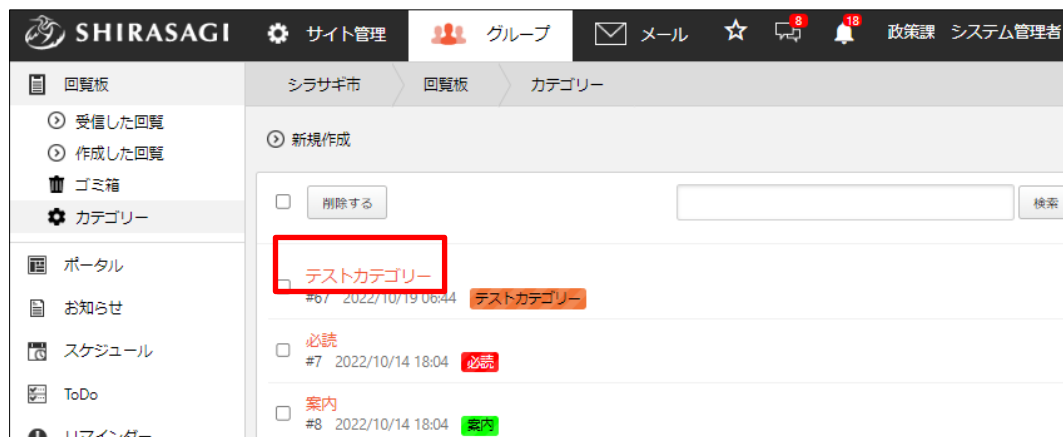 SHIRASAGI サイト管理 グループ メール 8 18 政策課 システム管理者
回覧板
シラサギ市 回覧板 カテゴリー
受信した回覧
作成した回覧
ゴミ箱
カテゴリー
新規作成
削除する 検索
テストカテゴリー
#67 2022/10/19 06:44 テストカテゴリー
必読
#7 2022/10/14 18:04 必読
案内
#8 2022/10/14 18:04 案内
ポータル
お知らせ
スケジュール
ToDo
リマインダー